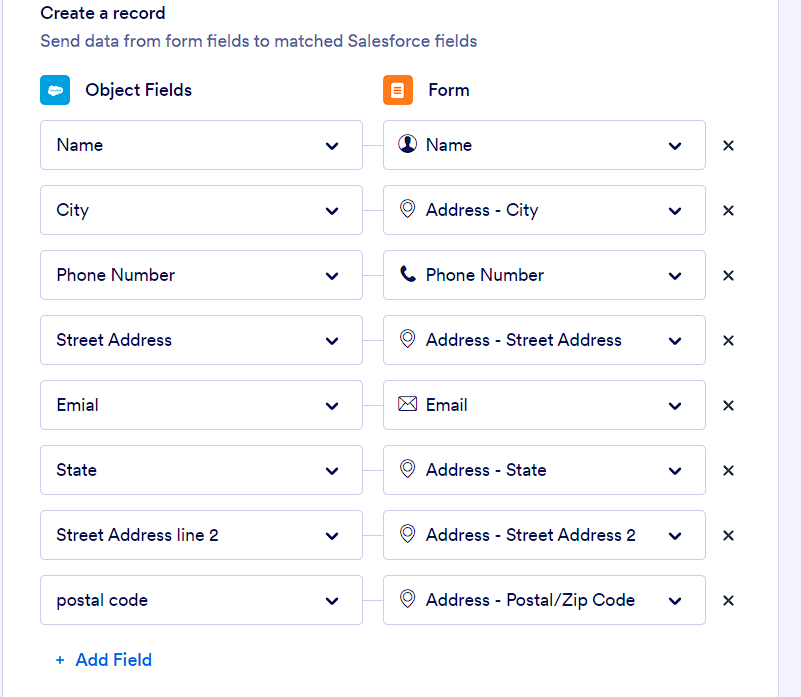 Create a record
Send data from form fields to matched Salesforce fields
Object Fields Form
Name Name
City Address - City
Phone Number Phone Number
Street Address Address - Street Address
Emial Email
State Address - State
Street Address line 2 Address - Street Address 2
postal code Address - Postal/Zip Code
+ Add Field